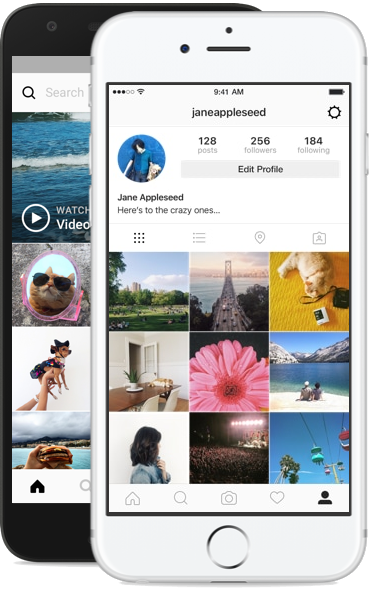 Search
WATCH
Video
9:41 AM
janeappleseed
128
posts
256
followers
184
following
Edit Profile
Jane Appleseed
Here's to the crazy ones...